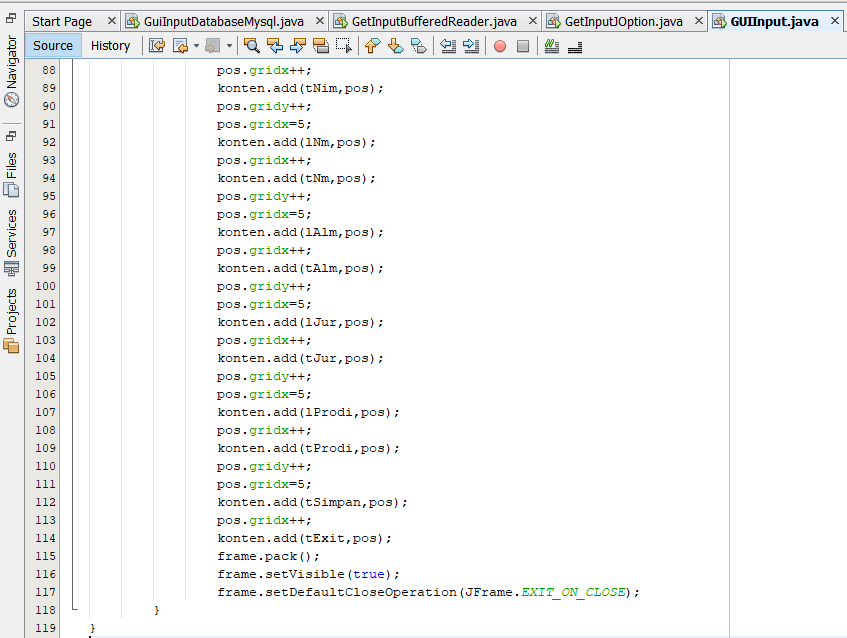 Start Page GuiInputDatabaseMysql.java GetInputBufferedReader.java GetInputJOption.java GUIInput.java
Source History
Navigator
Files
Services
Projects
88 pos.gridx++;
89 konten.add(tNim,pos);
90 pos.gridy++;
91 pos.gridx=5;
92 konten.add(lNm,pos);
93 pos.gridx++;
94 konten.add(tNm,pos);
95 pos.gridy++;
96 pos.gridx=5;
97 konten.add(lAlm,pos);
98 pos.gridx++;
99 konten.add(tAlm,pos);
100 pos.gridy++;
101 pos.gridx=5;
102 konten.add(lJur,pos);
103 pos.gridx++;
104 konten.add(tJur,pos);
105 pos.gridy++;
106 pos.gridx=5;
107 konten.add(lProdi,pos);
108 pos.gridx++;
109 konten.add(tProdi,pos);
110 pos.gridy++;
111 pos.gridx=5;
112 konten.add(tSimpan,pos);
113 pos.gridx++;
114 konten.add(tExit,pos);
115 frame.pack();
116 frame.setVisible(true);
117 frame.setDefaultCloseOperation(JFrame.EXIT_ON_CLOSE);
118 }
119 }